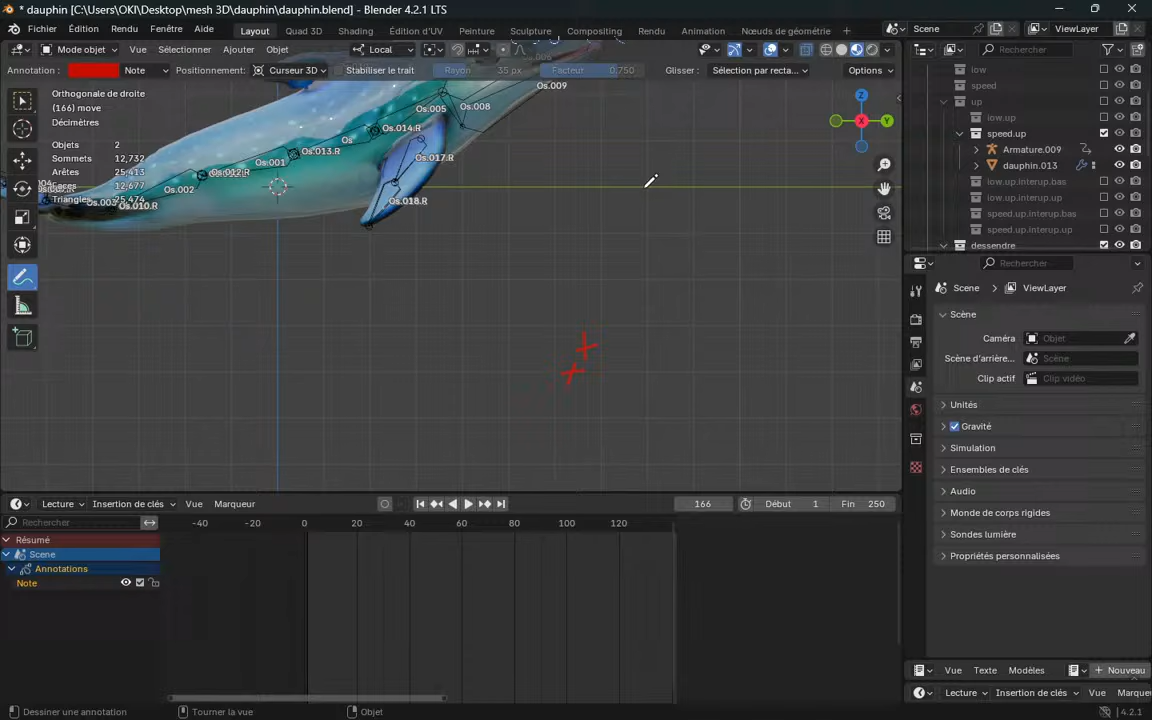 * dauphin [C:\Users\OKI\Desktop\mesh 3D\dauphin\dauphin.blend] - Blender 4.2.1 LTS
Fichier Édition Rendu Fenêtre Aide Layout Quad 3D Shading Édition d'UV Peinture Sculpture Compositing Rendu Animation Nœuds de géométrie + Scene ViewLayer
Mode objet Vue Sélectionner Ajouter Objet Local Rechercher
Annotation : Note Positionnement: Curseur 3D Stabiliser le trait Rayon 35 px Facteur 0.750 Glisser : Sélection par recta... Options
low
speed
up
low.up
speed.up
Armature.009
dauphin.013
low.up.interup.bas
low.up.interup.up
speed.up.interup.bas
speed.up.interup.up
dessendre
Orthogonale de droite
(166) move
Décimètres
Objets 2
Sommets 12,732
Arêtes 25,413
Faces 12,677
Triangles 25,474
Os.009
Os.008
Os.005
Os.014.R
Os
Os.013.R
Os.017.R
Os.001
Os.002
Os.018.R
Os.010.R
Z
X
Y
Rechercher
Scene ViewLayer
Scène
Caméra Objet
Scène d'arrière... Scène
Clip actif Clip vidéo
Unités
Gravité
Simulation
Ensembles de clés
Audio
Monde de corps rigides
Sondes lumière
Propriétés personnalisées
Vue Texte Modèles + Nouveau
Lecture Insertion de clés Vue Marque
Lecture Insertion de clés Vue Marqueur 166 Début 1 Fin 250
Rechercher -40 -20 0 20 40 60 80 100 120
Résumé
Scene
Annotations
Note
Dessiner une annotation Tourner la vue Objet 4.2.1